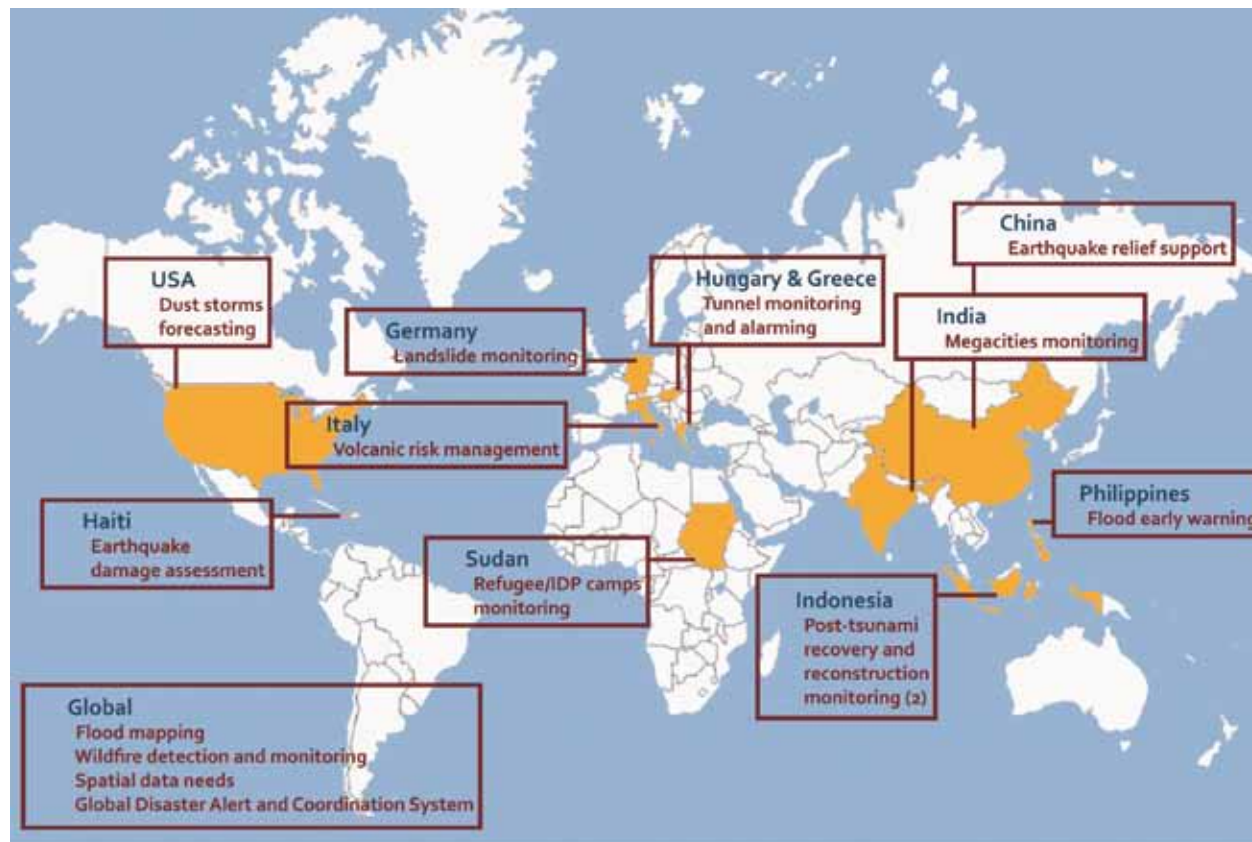 China
Earthquake relief support
USA
Dust storms
forecasting
Hungary & Greece
Tunnel monitoring
and alarming
India
Megacities monitoring
Germany
Landslide monitoring
Italy
Volcanic risk management
Philippines
Flood early warning
Haiti
Earthquake
damage assessment
Sudan
Refugee/IDP camps
monitoring
Indonesia
Post-tsunami
recovery and
reconstruction
monitoring (2)
Global
Flood mapping
Wildfire detection and monitoring
Spatial data needs
Global Disaster Alert and Coordination System